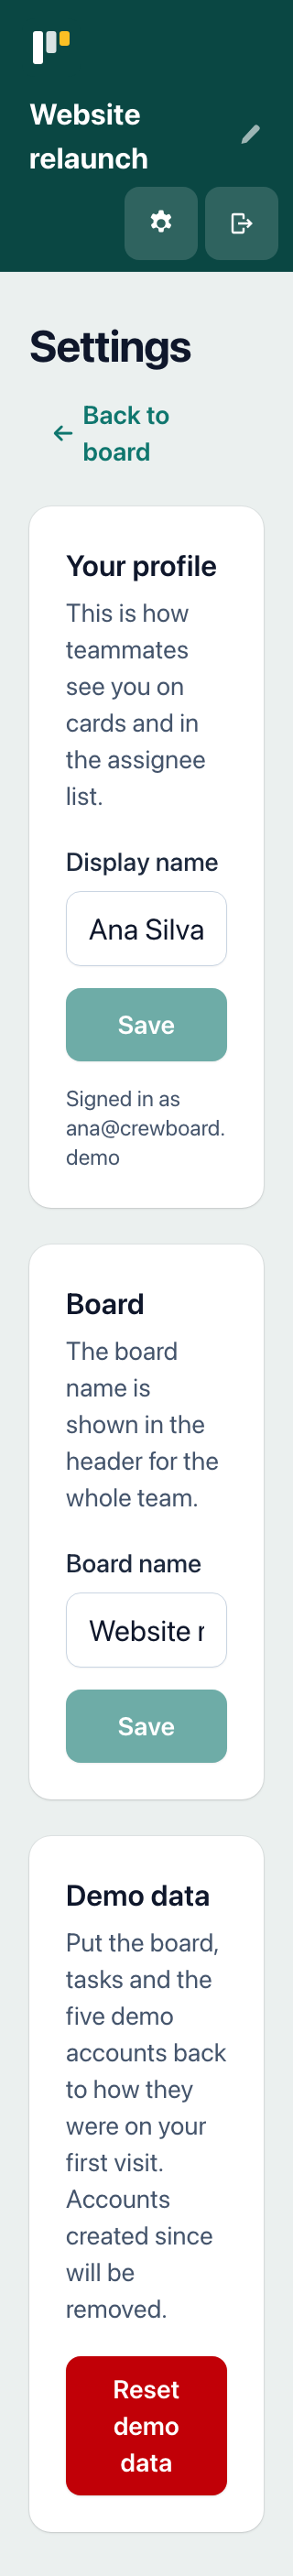 Website
relaunch
Settings
Back to
board
Your profile
This is how
teammates
see you on
cards and in
the assignee
list.
Display name
Ana Silva
Save
Signed in as
ana@crewboard.
demo
Board
The board
name is
shown in the
header for the
whole team.
Board name
Website r
Save
Demo data
Put the board,
tasks and the
five demo
accounts back
to how they
were on your
first visit.
Accounts
created since
will be
removed.
Reset
demo
data